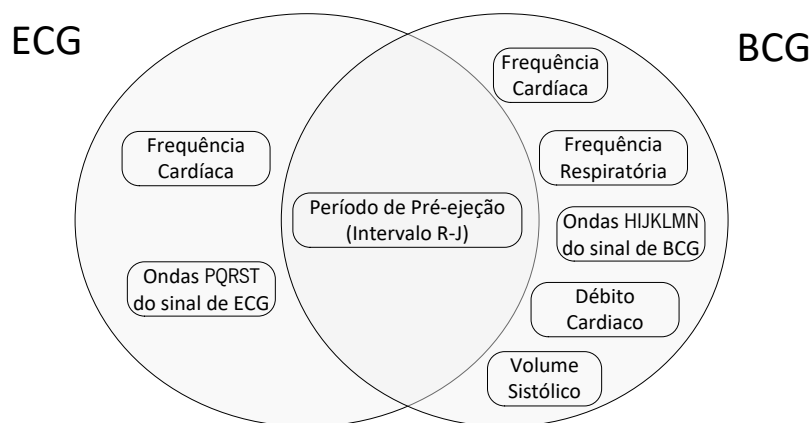 ECG
BCG
Frequência
Cardíaca
Ondas PQRST
do sinal de ECG
Período de Pré-ejeção
(Intervalo R-J)
Frequência
Cardíaca
Frequência
Respiratória
Ondas HIJKLMN
do sinal de BCG
Débito
Cardiaco
Volume
Sistólico